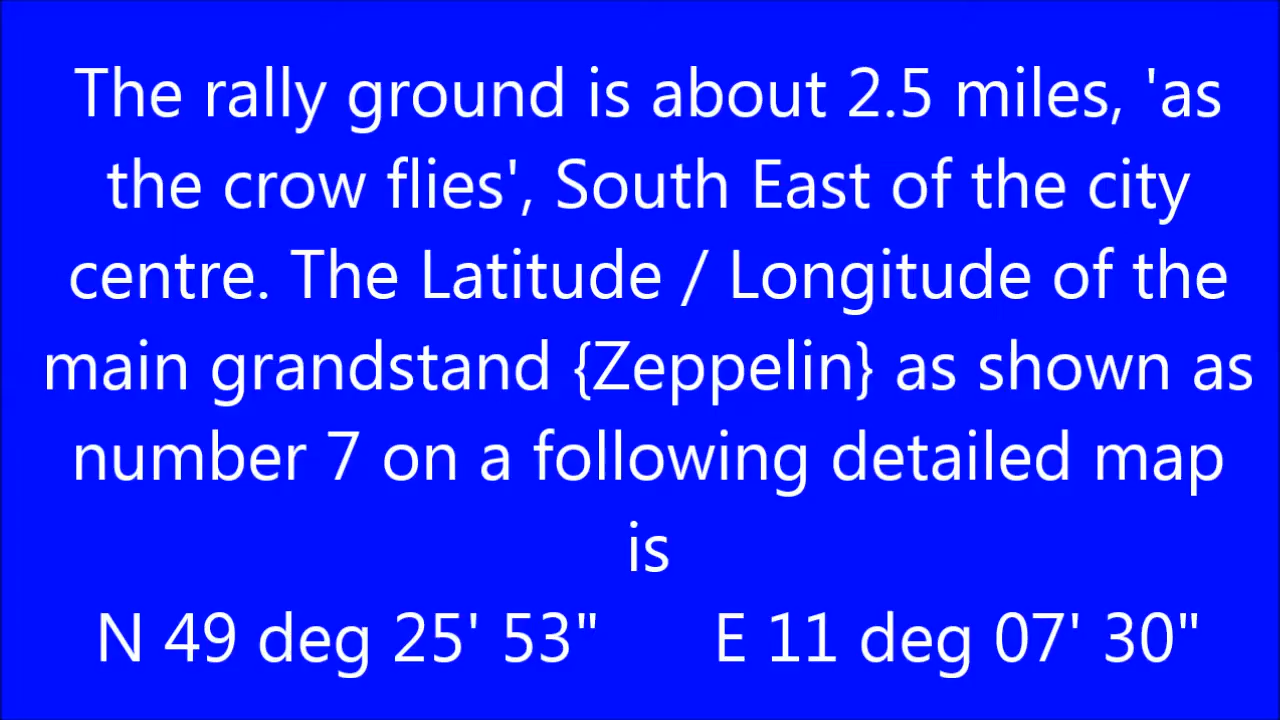 The rally ground is about 2.5 miles, 'as
the crow flies', South East of the city
centre. The Latitude / Longitude of the
main grandstand {Zeppelin} as shown as
number 7 on a following detailed map
is
N 49 deg 25' 53" E 11 deg 07' 30"